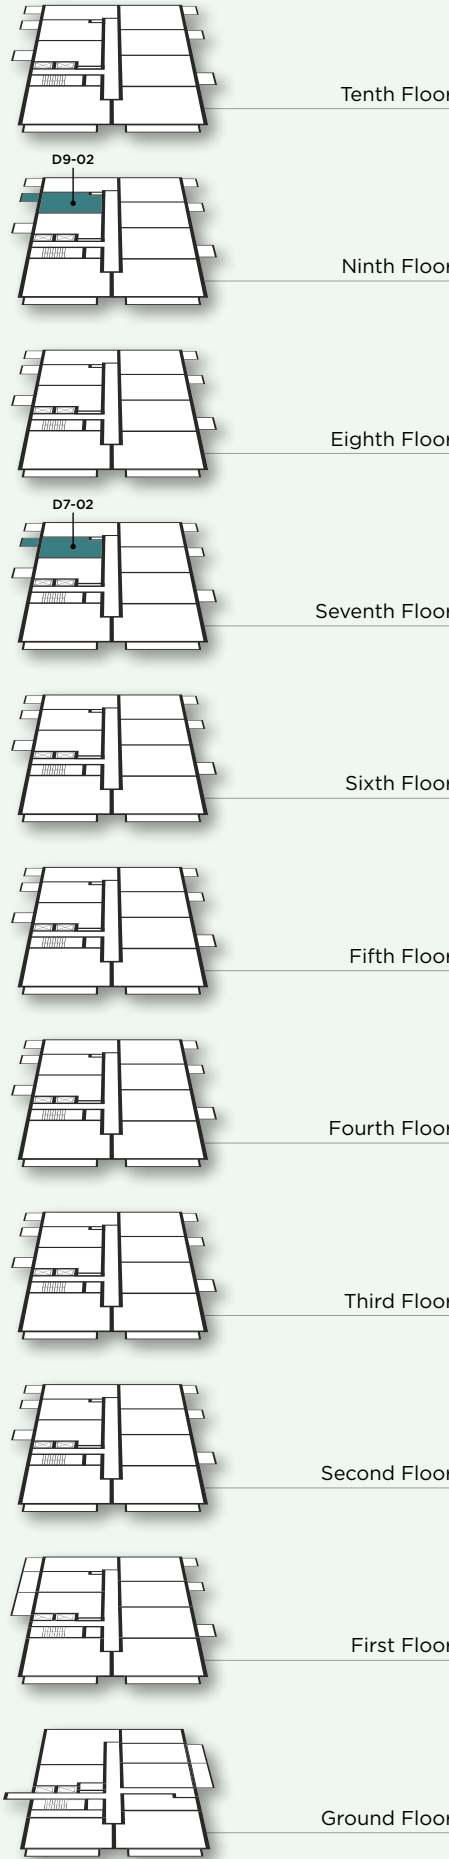 Tenth Floor
D9-02
Ninth Floor
Eighth Floor
D7-02
Seventh Floor
Sixth Floor
Fifth Floor
Fourth Floor
Third Floor
Second Floor
First Floor
Ground Floor